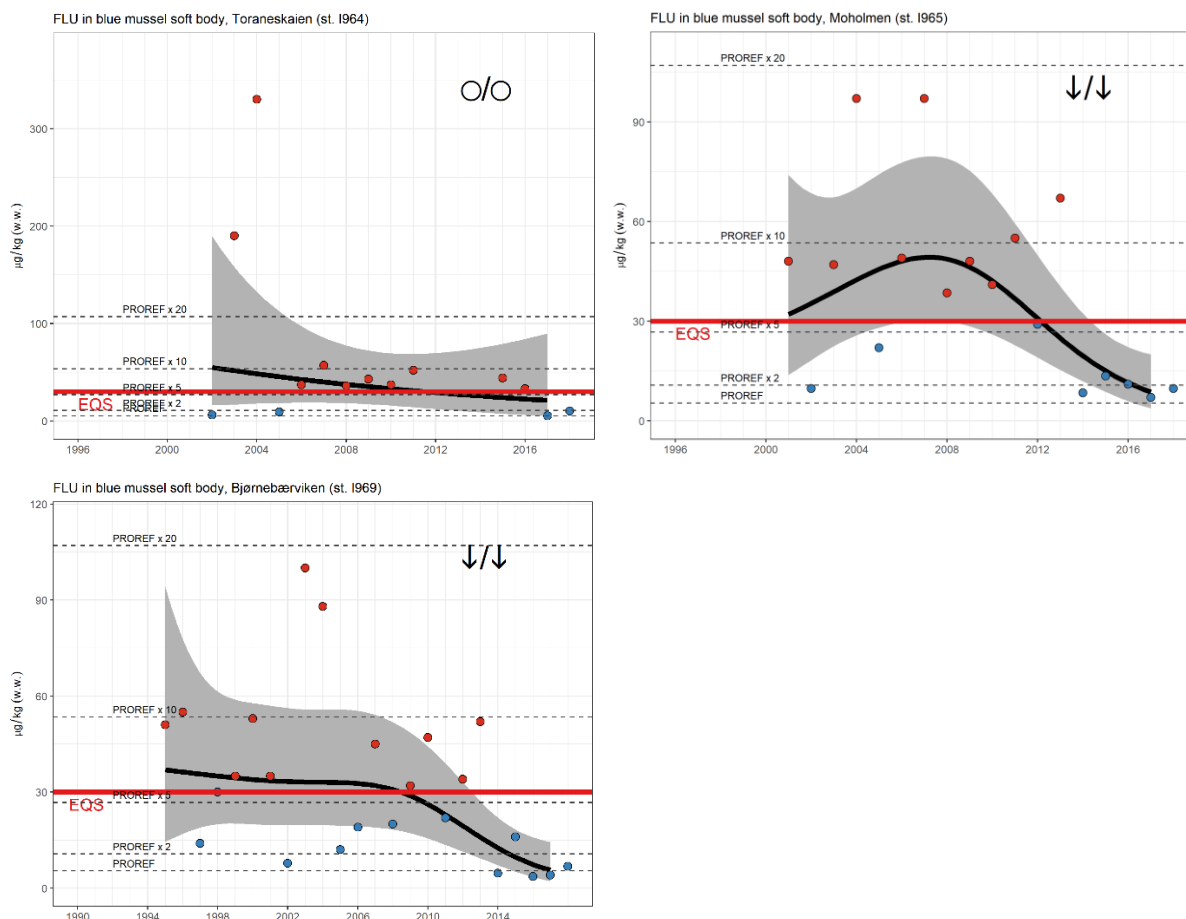 FLU in blue mussel soft body, Toraneskaien (st. I964)
○/○
µg/kg (w.w.)
300
200
100
0
PROREF x 20
PROREF x 10
PROREF x 5
EQS
PROREF x 2
PROREF
1996 2000 2004 2008 2012 2016
FLU in blue mussel soft body, Moholmen (st. I965)
↓/↓
µg/kg (w.w.)
90
60
30
0
PROREF x 20
PROREF x 10
PROREF x 5
EQS
PROREF x 2
PROREF
1996 2000 2004 2008 2012 2016
FLU in blue mussel soft body, Bjørnebærviken (st. I969)
↓/↓
µg/kg (w.w.)
120
90
60
30
0
PROREF x 20
PROREF x 10
PROREF x 5
EQS
PROREF x 2
PROREF
1990 1994 1998 2002 2006 2010 2014